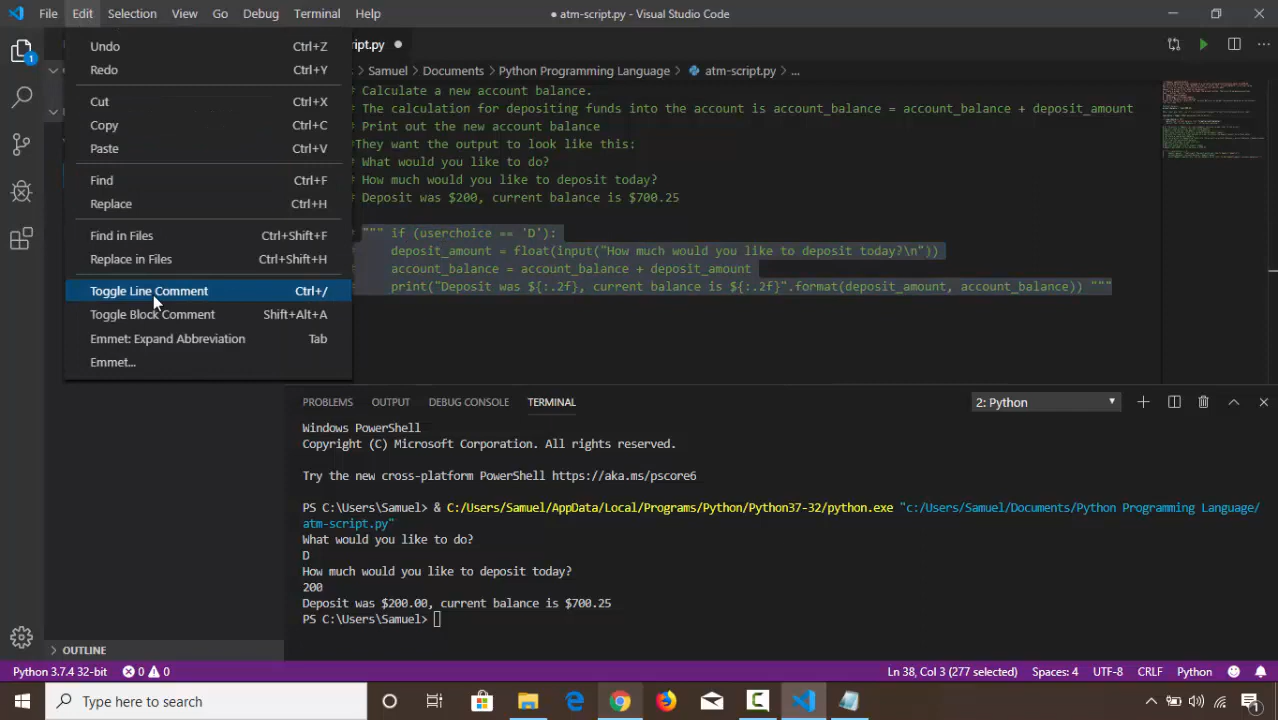 File Edit Selection View Go Debug Terminal Help ● atm-script.py - Visual Studio Code
Undo Ctrl+Z
Redo Ctrl+Y
Cut Ctrl+X
Copy Ctrl+C
Paste Ctrl+V
Find Ctrl+F
Replace Ctrl+H
Find in Files Ctrl+Shift+F
Replace in Files Ctrl+Shift+H
Toggle Line Comment Ctrl+/
Toggle Block Comment Shift+Alt+A
Emmet: Expand Abbreviation Tab
Emmet...
1
ript.py ●
Samuel > Documents > Python Programming Language > atm-script.py > ...
Calculate a new account balance.
The calculation for depositing funds into the account is account_balance = account_balance + deposit_amount
Print out the new account balance
#They want the output to look like this:
# What would you like to do?
# How much would you like to deposit today?
# Deposit was $200, current balance is $700.25
# """ if (userchoice == 'D'):
# deposit_amount = float(input("How much would you like to deposit today?\n"))
# account_balance = account_balance + deposit_amount
# print("Deposit was ${:.2f}, current balance is ${:.2f}".format(deposit_amount, account_balance)) """
PROBLEMS OUTPUT DEBUG CONSOLE TERMINAL 2: Python
Windows PowerShell
Copyright (C) Microsoft Corporation. All rights reserved.
Try the new cross-platform PowerShell https://aka.ms/pscore6
PS C:\Users\Samuel> & C:/Users/Samuel/AppData/Local/Programs/Python/Python37-32/python.exe "c:/Users/Samuel/Documents/Python Programming Language/
atm-script.py"
What would you like to do?
D
How much would you like to deposit today?
200
Deposit was $200.00, current balance is $700.25
PS C:\Users\Samuel>
OUTLINE
Python 3.7.4 32-bit 0 0 Ln 38, Col 3 (277 selected) Spaces: 4 UTF-8 CRLF Python 1
Type here to search 1